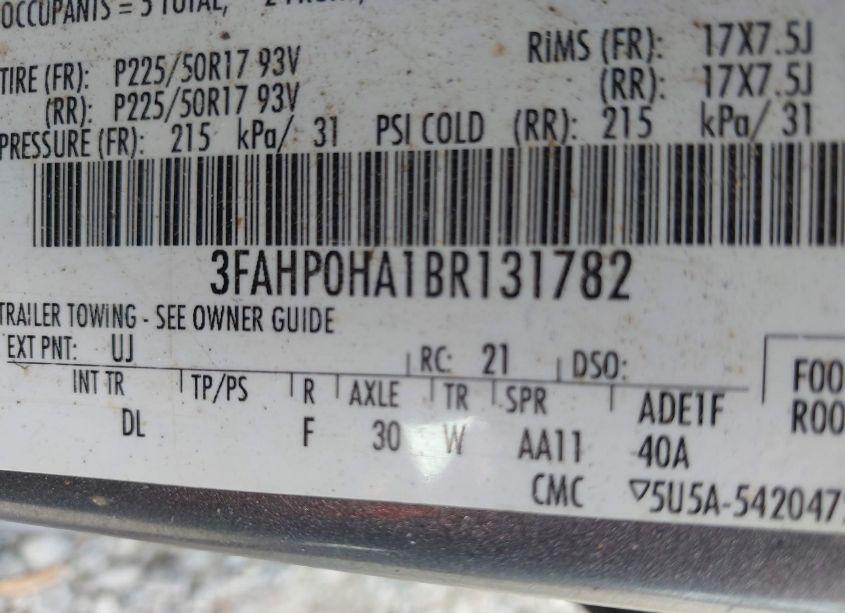 OCCUPANTS = 5 TOTAL,
RiMS (FR): 17X7.5J
TIRE (FR): P225/50R17 93V (RR): 17X7.5J
(RR): P225/50R17 93V
PRESSURE (FR): 215 kPa/ 31 PSI COLD (RR): 215 kPa/ 31
3FAHP0HA1BR131782
TRAILER TOWING - SEE OWNER GUIDE
EXT PNT: UJ RC: 21 DSO:
INT TR TP/PS R AXLE TR SPR ADE1F F00
DL F 30 W AA11 40A R00
CMC ▽5U5A-542047